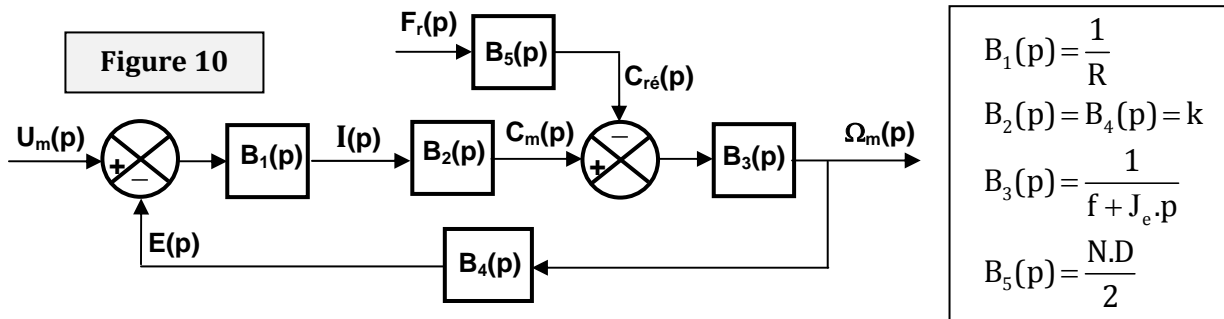 Figure 10
F_r(p)
B_5(p)
C_ré(p)
U_m(p)
+
−
B_1(p)
I(p)
B_2(p)
C_m(p)
−
+
B_3(p)
Ω_m(p)
E(p)
B_4(p)
B_1(p) = 1/R
B_2(p) = B_4(p) = k
B_3(p) = 1/(f + J_e.p)
B_5(p) = N.D/2